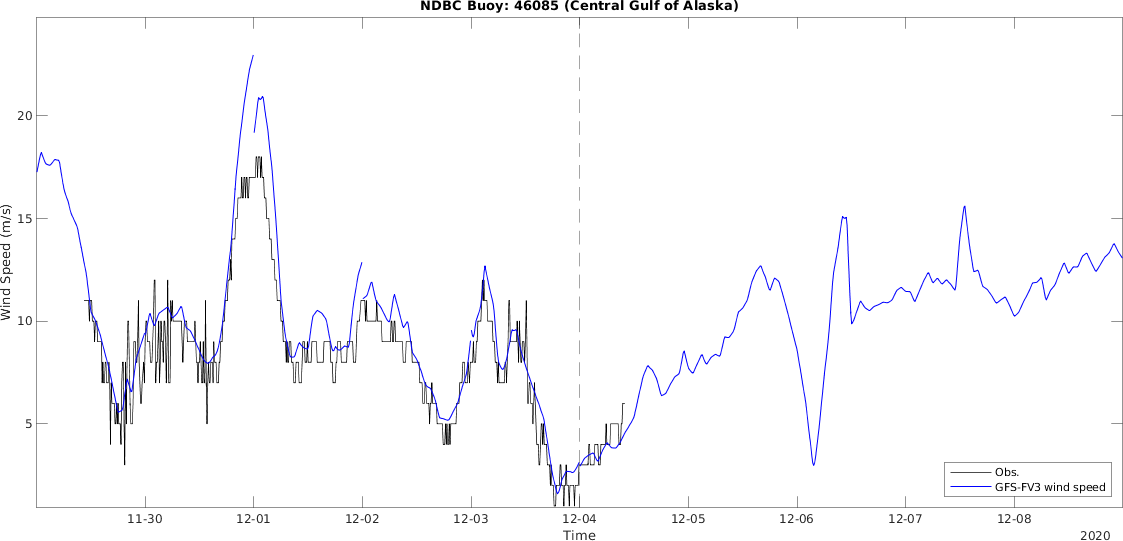 NDBC Buoy: 46085 (Central Gulf of Alaska)
Wind Speed (m/s)
20
15
10
5
Obs.
GFS-FV3 wind speed
11-30 12-01 12-02 12-03 12-04 12-05 12-06 12-07 12-08
Time
2020